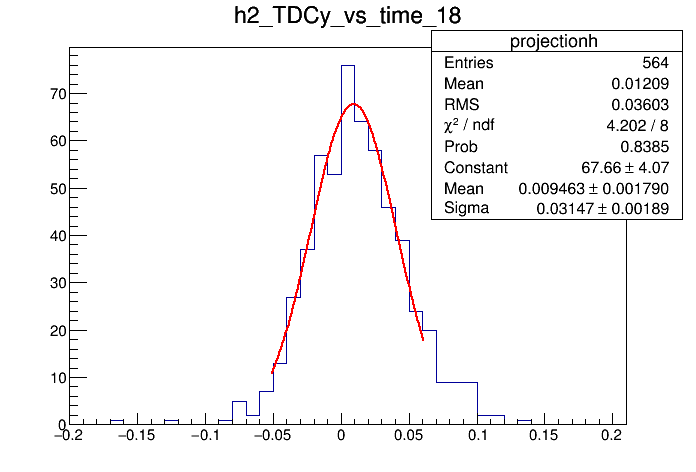 h2_TDCy_vs_time_18
projectionh
Entries 564
Mean 0.01209
RMS 0.03603
χ² / ndf 4.202 / 8
Prob 0.8385
Constant 67.66 ± 4.07
Mean 0.009463 ± 0.001790
Sigma 0.03147 ± 0.00189
70
60
50
40
30
20
10
0
−0.2 −0.15 −0.1 −0.05 0 0.05 0.1 0.15 0.2